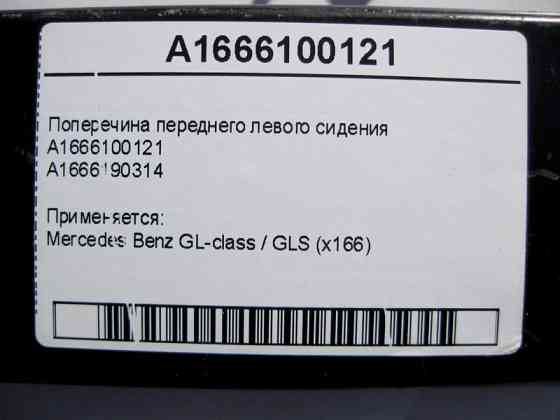 A1666100121
Поперечина переднего левого сидения
A1666100121
A1666190314
Применяется:
Mercedes Benz GL-class / GLS (x166)